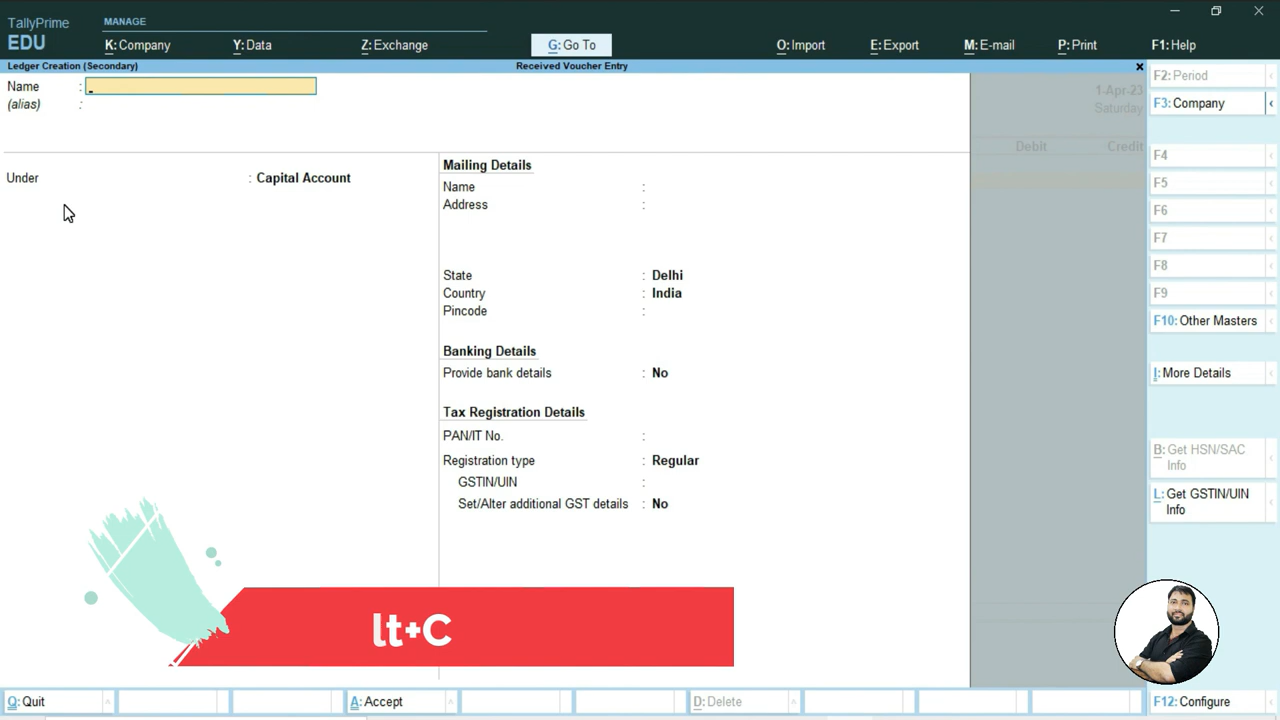 TallyPrime
EDU
MANAGE
K: Company
Y: Data
Z: Exchange
G: Go To
O: Import
E: Export
M: E-mail
P: Print
F1: Help
Ledger Creation (Secondary)
Received Voucher Entry
Name :
(alias) :
Under : Capital Account
Mailing Details
Name :
Address :
State : Delhi
Country : India
Pincode :
Banking Details
Provide bank details : No
Tax Registration Details
PAN/IT No. :
Registration type : Regular
GSTIN/UIN :
Set/Alter additional GST details : No
1-Apr-23
Saturday
Debit Credit
F2: Period
F3: Company
F4
F5
F6
F7
F8
F9
F10: Other Masters
I: More Details
B: Get HSN/SAC
Info
L: Get GSTIN/UIN
Info
lt+C
Q: Quit
A: Accept
D: Delete
F12: Configure